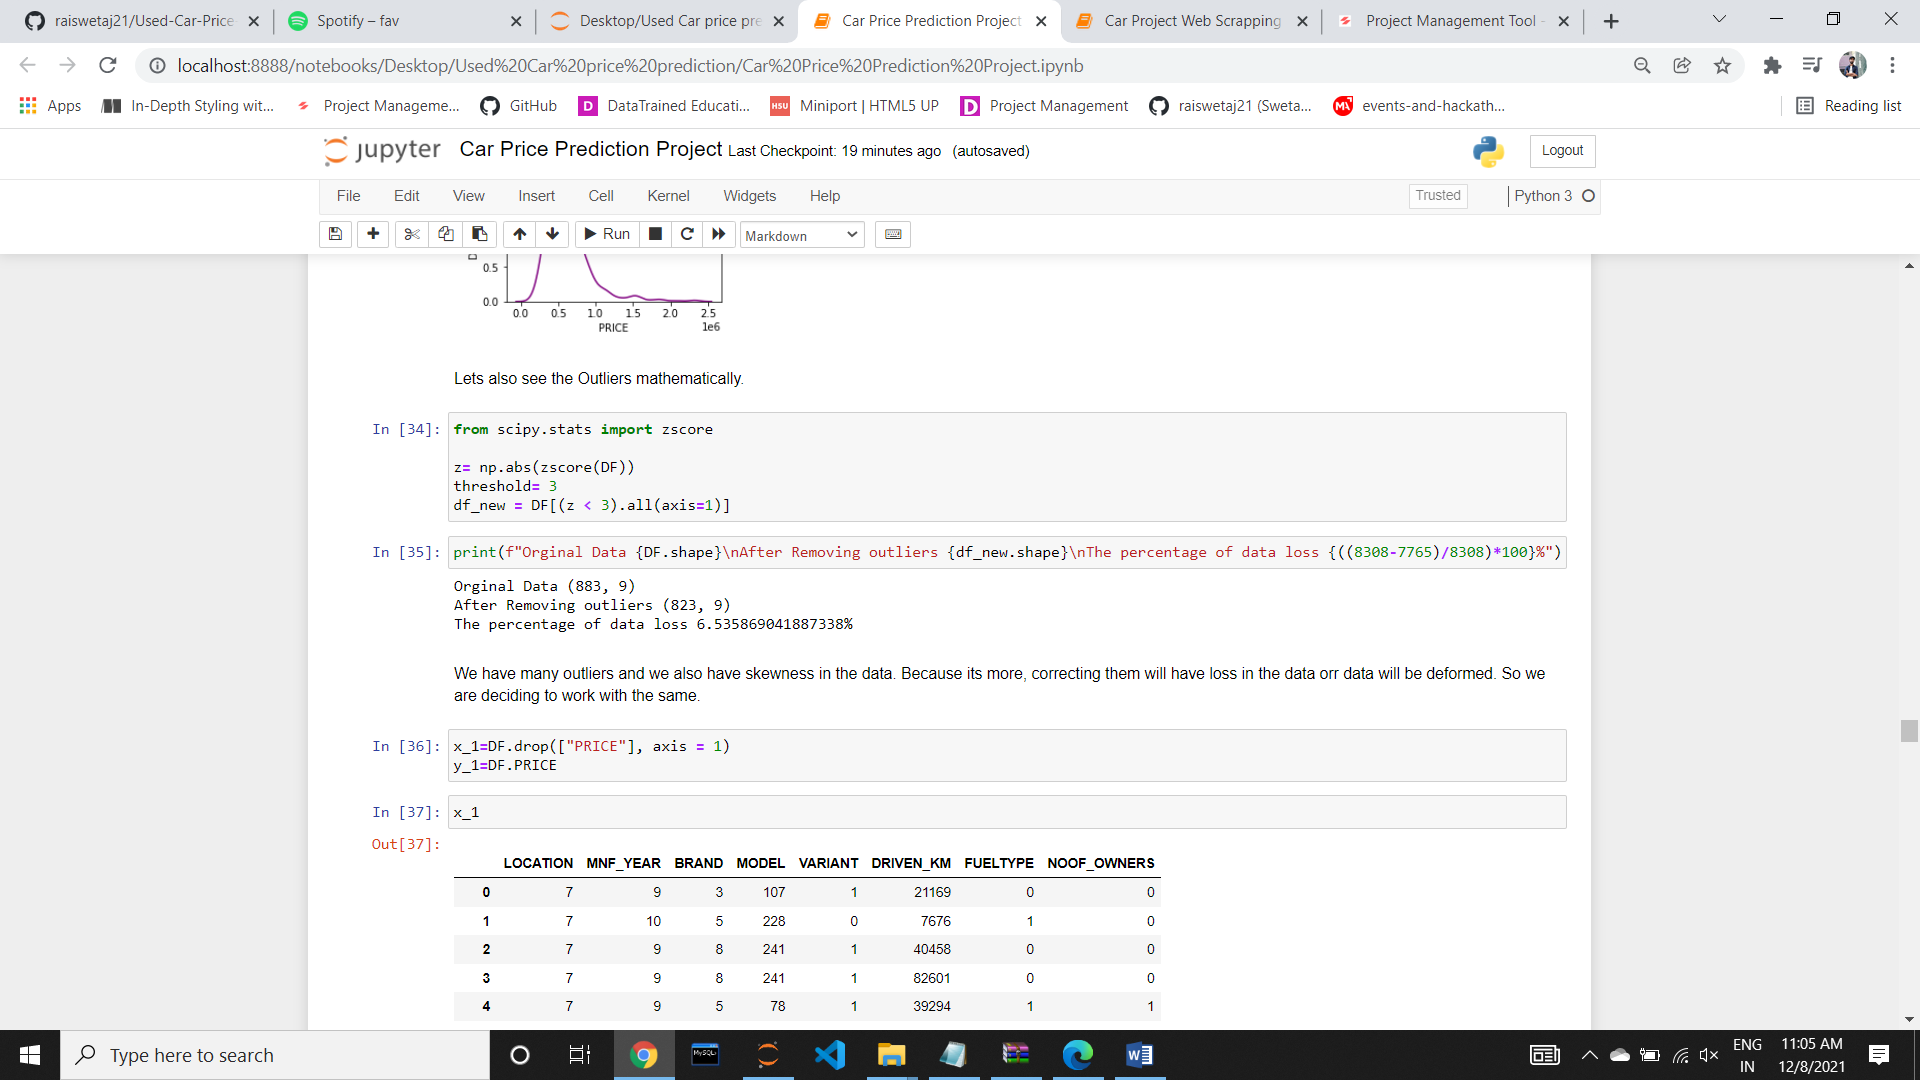 raiswetaj21/Used-Car-Price
Spotify – fav
Desktop/Used Car price pre
Car Price Prediction Project
Car Project Web Scrapping
Project Management Tool -
localhost:8888/notebooks/Desktop/Used%20Car%20price%20prediction/Car%20Price%20Prediction%20Project.ipynb
Apps
In-Depth Styling wit...
Project Manageme...
GitHub
DataTrained Educati...
HSU
Miniport | HTML5 UP
Project Management
raiswetaj21 (Sweta...
events-and-hackath...
Reading list
jupyter Car Price Prediction Project Last Checkpoint: 19 minutes ago (autosaved)
Logout
File Edit View Insert Cell Kernel Widgets Help
Trusted
Python 3
Run
Markdown
0.5
0.0
0.0 0.5 1.0 1.5 2.0 2.5
PRICE 1e6
Lets also see the Outliers mathematically.
In [34]: from scipy.stats import zscore
z= np.abs(zscore(DF))
threshold= 3
df_new = DF[(z < 3).all(axis=1)]
In [35]: print(f"Orginal Data {DF.shape}\nAfter Removing outliers {df_new.shape}\nThe percentage of data loss {((8308-7765)/8308)*100}%")
Orginal Data (883, 9)
After Removing outliers (823, 9)
The percentage of data loss 6.535869041887338%
We have many outliers and we also have skewness in the data. Because its more, correcting them will have loss in the data orr data will be deformed. So we
are deciding to work with the same.
In [36]: x_1=DF.drop(["PRICE"], axis = 1)
y_1=DF.PRICE
In [37]: x_1
Out[37]:
LOCATION MNF_YEAR BRAND MODEL VARIANT DRIVEN_KM FUELTYPE NOOF_OWNERS
0 7 9 3 107 1 21169 0 0
1 7 10 5 228 0 7676 1 0
2 7 9 8 241 1 40458 0 0
3 7 9 8 241 1 82601 0 0
4 7 9 5 78 1 39294 1 1
Type here to search
ENG
IN
11:05 AM
12/8/2021